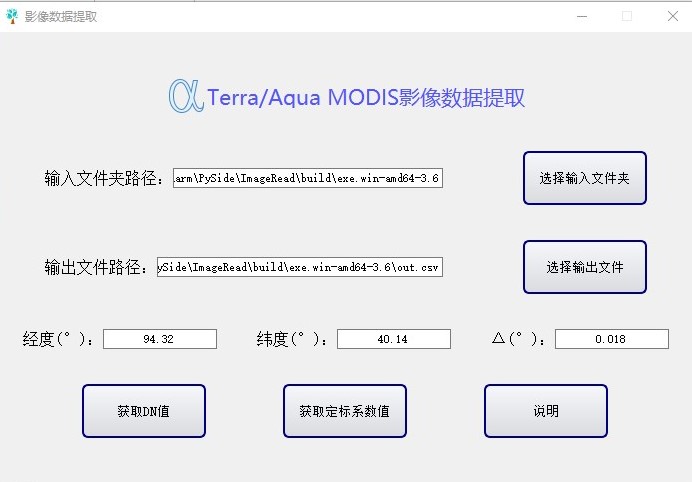 影像数据提取
Terra/Aqua MODIS影像数据提取
输入文件夹路径： arm\PySide\ImageRead\build\exe.win-amd64-3.6 选择输入文件夹
输出文件路径： ySide\ImageRead\build\exe.win-amd64-3.6\out.csv 选择输出文件
经度(°)： 94.32 纬度(°)： 40.14 △(°)： 0.018
获取DN值 获取定标系数值 说明